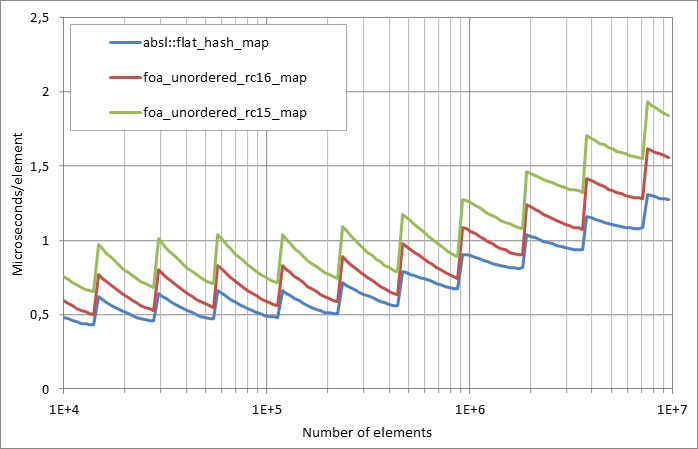 2,5
absl::flat_hash_map
foa_unordered_rc16_map
foa_unordered_rc15_map
2
1,5
1
0,5
0
Microseconds/element
1E+4
1E+5
1E+6
1E+7
Number of elements